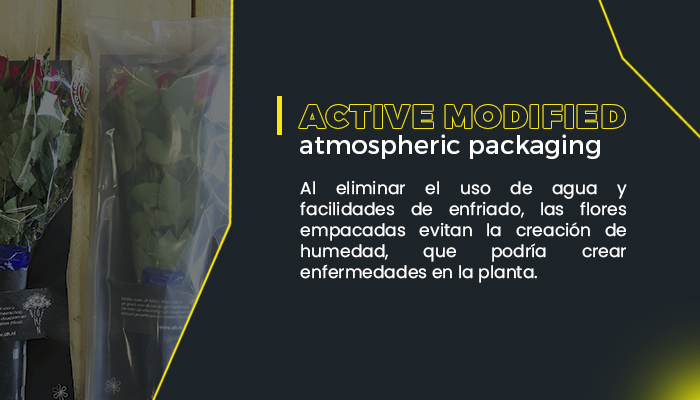 ACTIVE MODIFIED
atmospheric packaging
Al eliminar el uso de agua y
facilidades de enfriado, las flores
empacadas evitan la creación de
humedad, que podría crear
enfermedades en la planta.